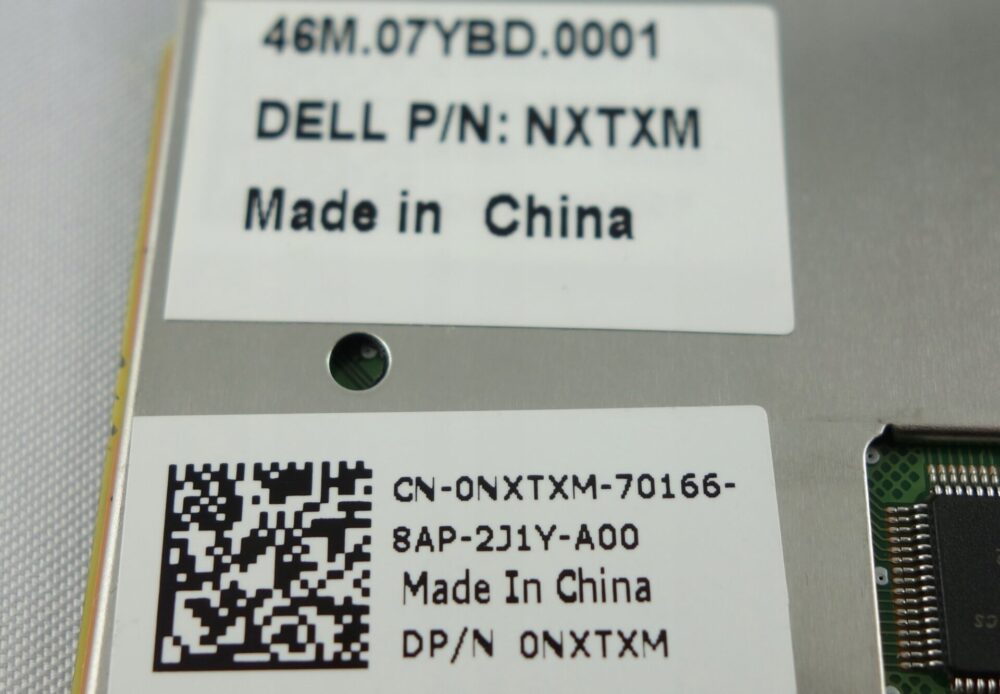 46M.07YBD.0001
DELL P/N: NXTXM
Made in China
CN-0NXTXM-70166-
8AP-2J1Y-A00
Made In China
DP/N 0NXTXM